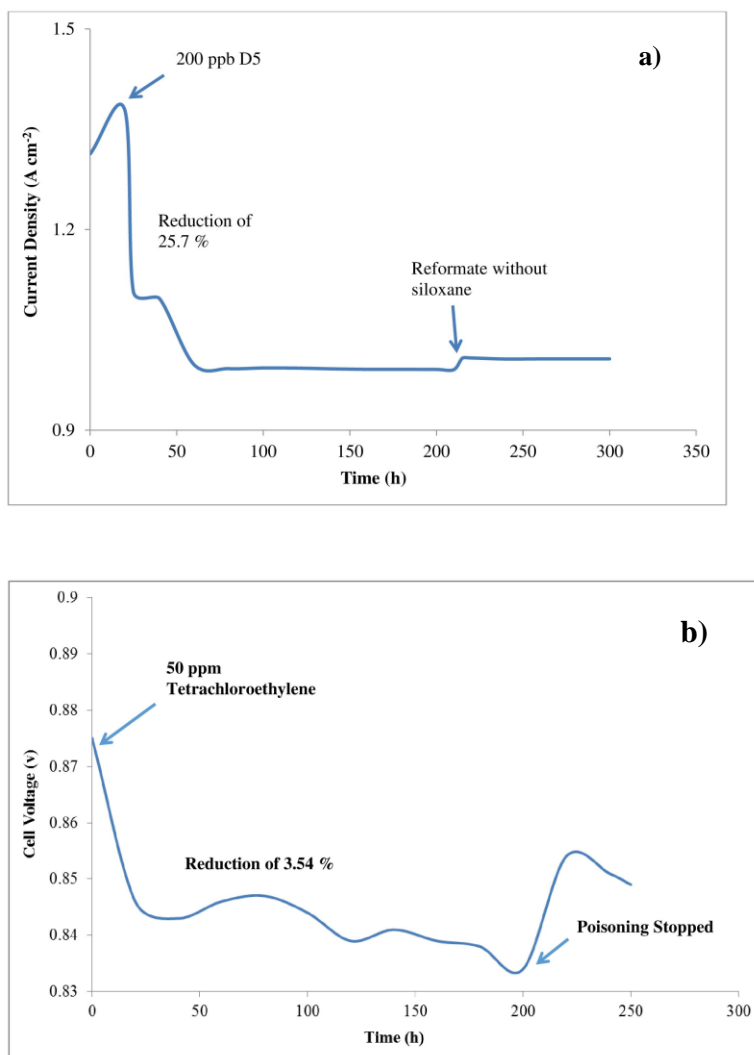 a)
1.5
200 ppb D5
Current Density (A cm-2)
1.2
Reduction of
25.7 %
Reformate without
siloxane
0.9
0 50 100 150 200 250 300 350
Time (h)
b)
0.9
0.89
50 ppm
Tetrachloroethylene
0.88
0.87
Cell Voltage (v)
0.86
Reduction of 3.54 %
0.85
Poisoning Stopped
0.84
0.83
0 50 100 150 200 250 300
Time (h)